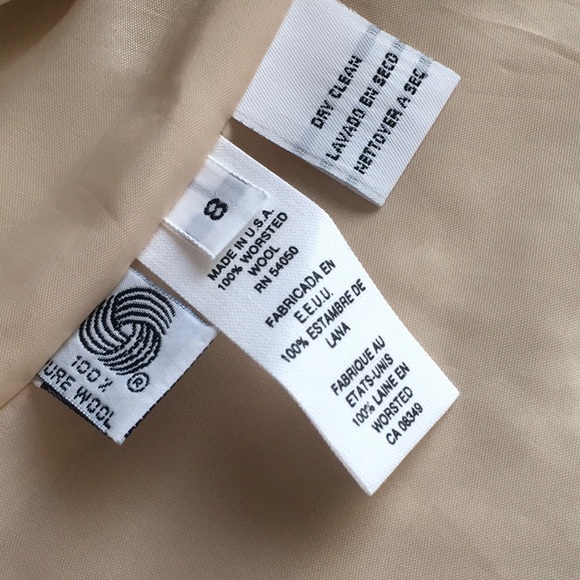 DRY CLEAN
LAVADO EN SECO
NETTOYER A SEC
8
MADE IN U.S.A.
100% WORSTED
WOOL
RN 54050
FABRICADA EN
E.E.U.U.
100% ESTAMBRE DE
LANA
FABRIQUE AU
ETATS-UNIS
100% LAINE EN
WORSTED
CA 08349
®
100%
URE WOOL